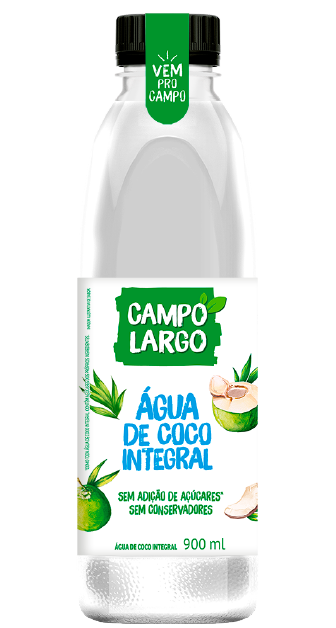 VEM
PRO
CAMPO
CAMPO
LARGO
ÁGUA
DE COCO
INTEGRAL
SEM ADIÇÃO DE AÇÚCARES*
SEM CONSERVADORES
ÁGUA DE COCO INTEGRAL 900 ml